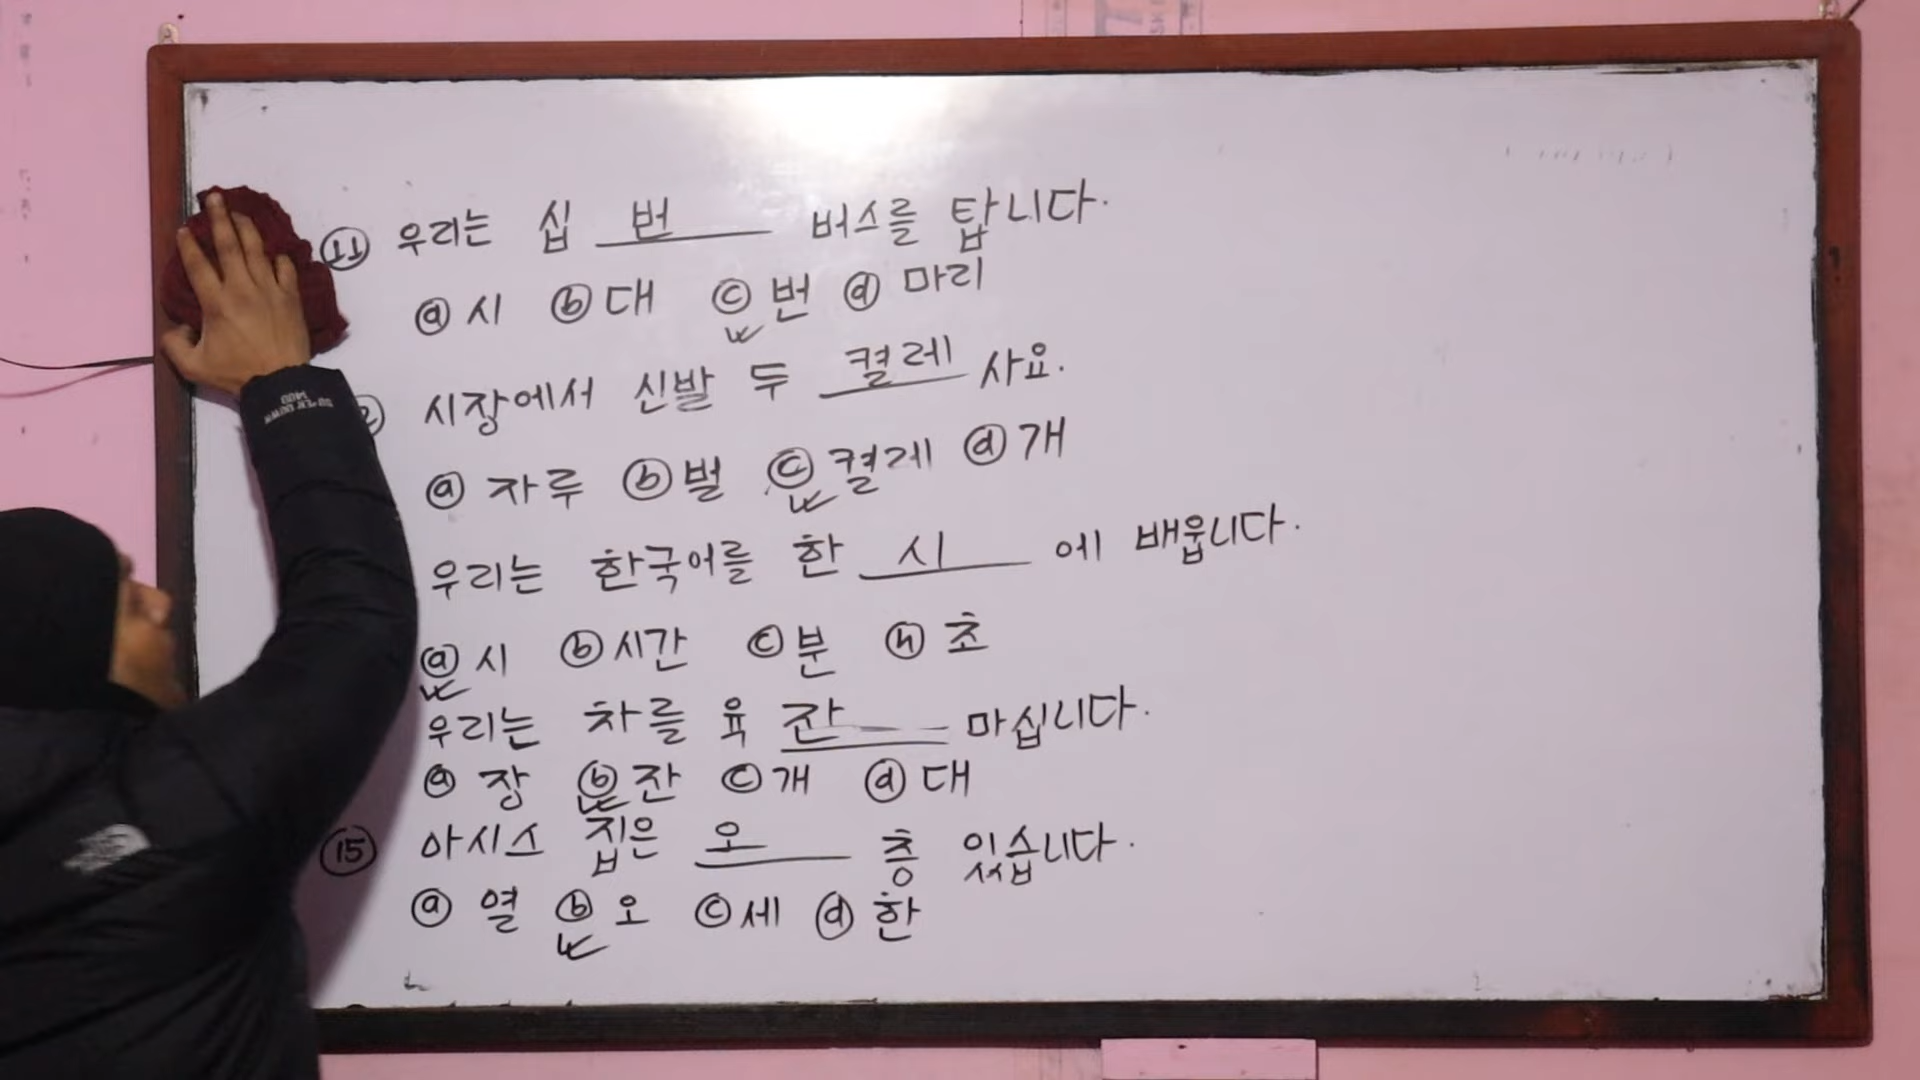 ⑪ 우리는 십 번 버스를 탑니다.
ⓐ 시 ⓑ 대 ⓒ 번 ⓓ 마리
시장에서 신발 두 켤레 사요.
ⓐ 자루 ⓑ 벌 ⓒ 켤레 ⓓ 개
우리는 한국어를 한 시 에 배웁니다.
ⓐ 시 ⓑ 시간 ⓒ 분 ⓗ 초
우리는 차를 육 잔 마십니다.
ⓐ 장 ⓑ 잔 ⓒ 개 ⓓ 대
⑮ 아시스 집은 오 층 있습니다.
ⓐ 열 ⓑ 오 ⓒ 세 ⓓ 한